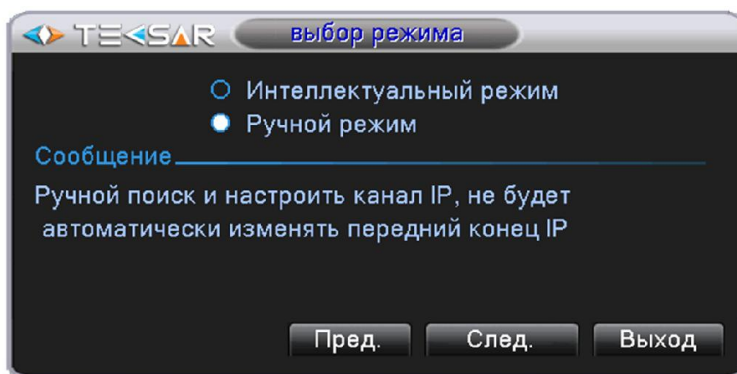 TEKSAR выбор режима
Интеллектуальный режим
Ручной режим
Сообщение
Ручной поиск и настроить канал IP, не будет
автоматически изменять передний конец IP
Пред. След. Выход